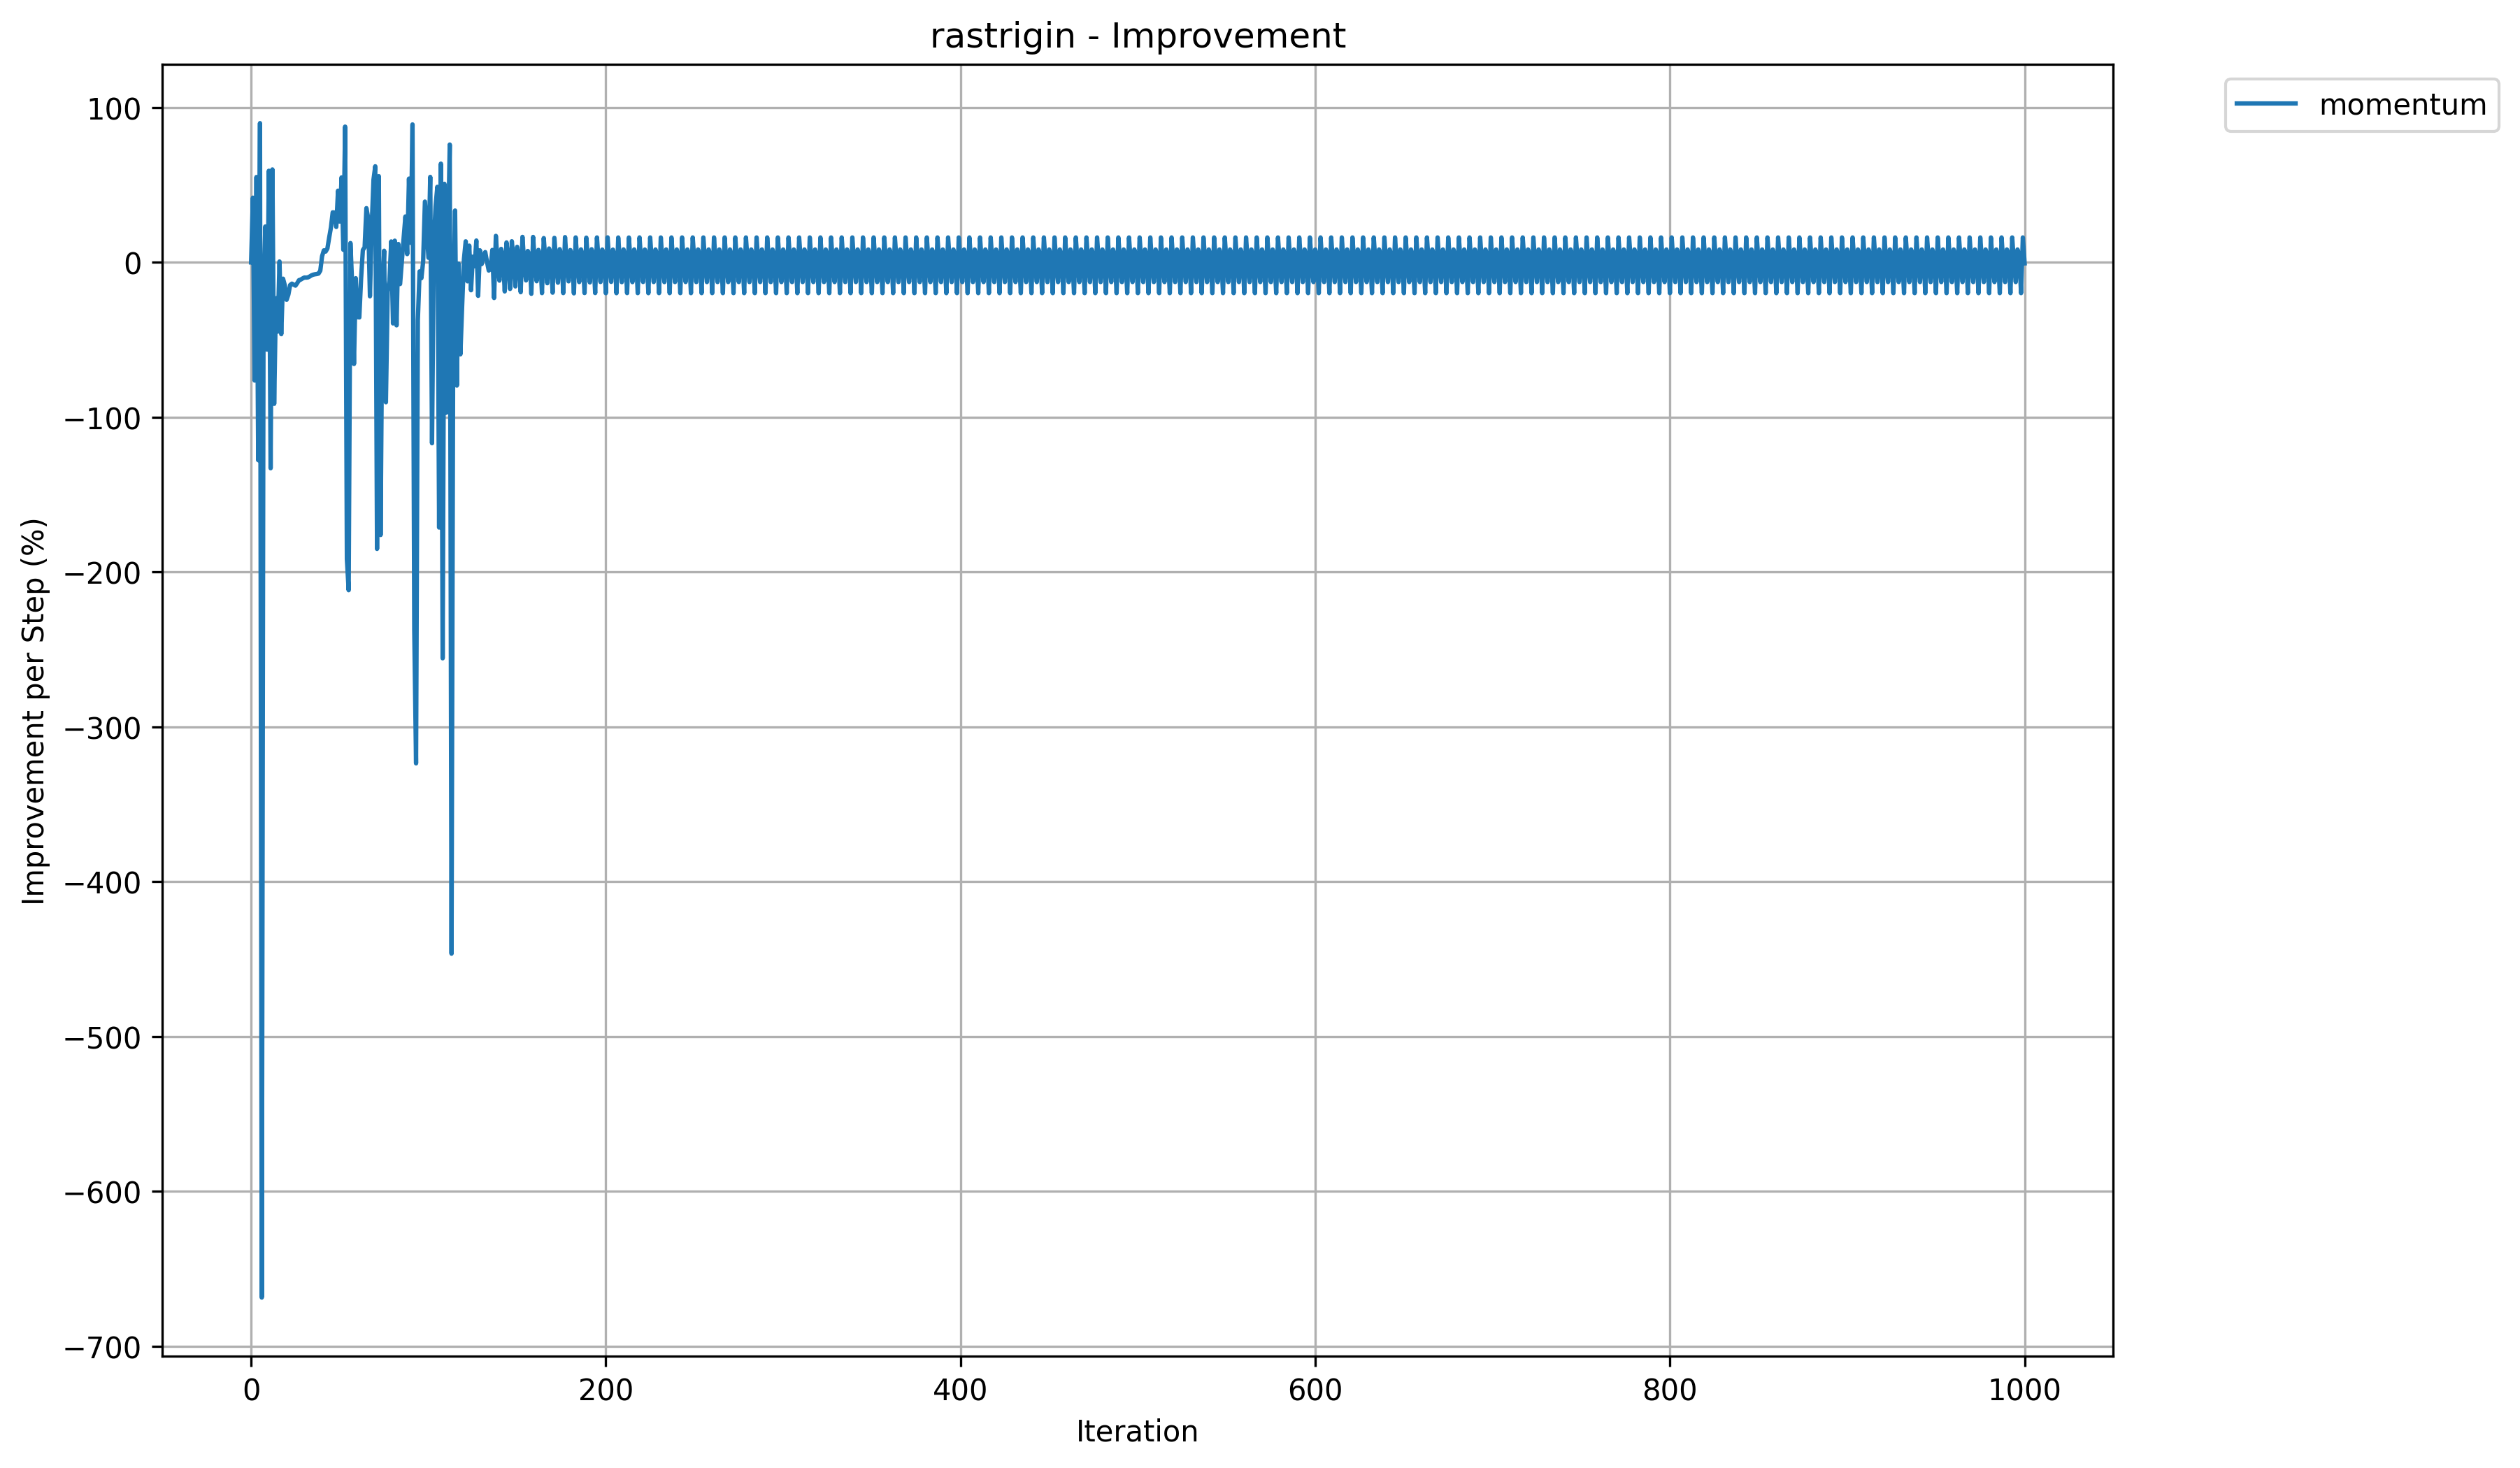 rastrigin - Improvement
momentum
Improvement per Step (%)
100
0
−100
−200
−300
−400
−500
−600
−700
0 200 400 600 800 1000
Iteration